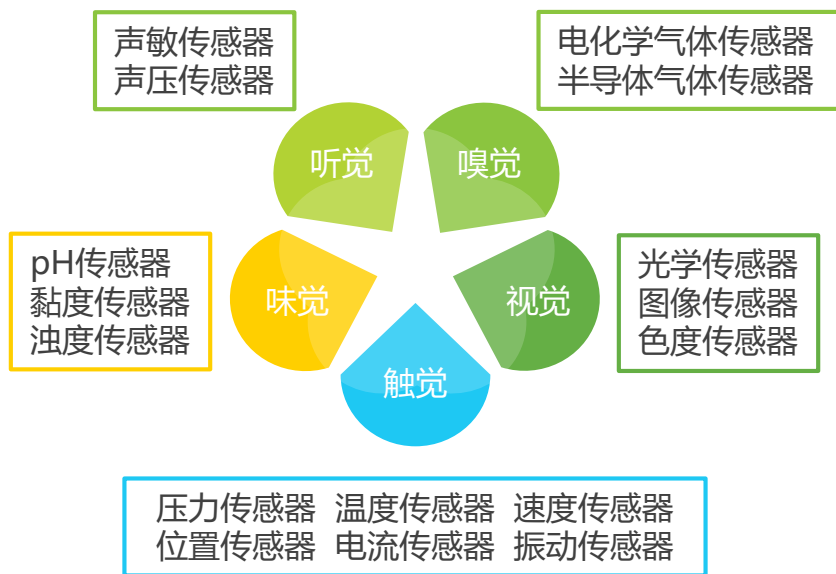 声敏传感器
声压传感器
电化学气体传感器
半导体气体传感器
听觉
嗅觉
pH传感器
黏度传感器
浊度传感器
味觉
视觉
光学传感器
图像传感器
色度传感器
触觉
压力传感器 温度传感器 速度传感器
位置传感器 电流传感器 振动传感器